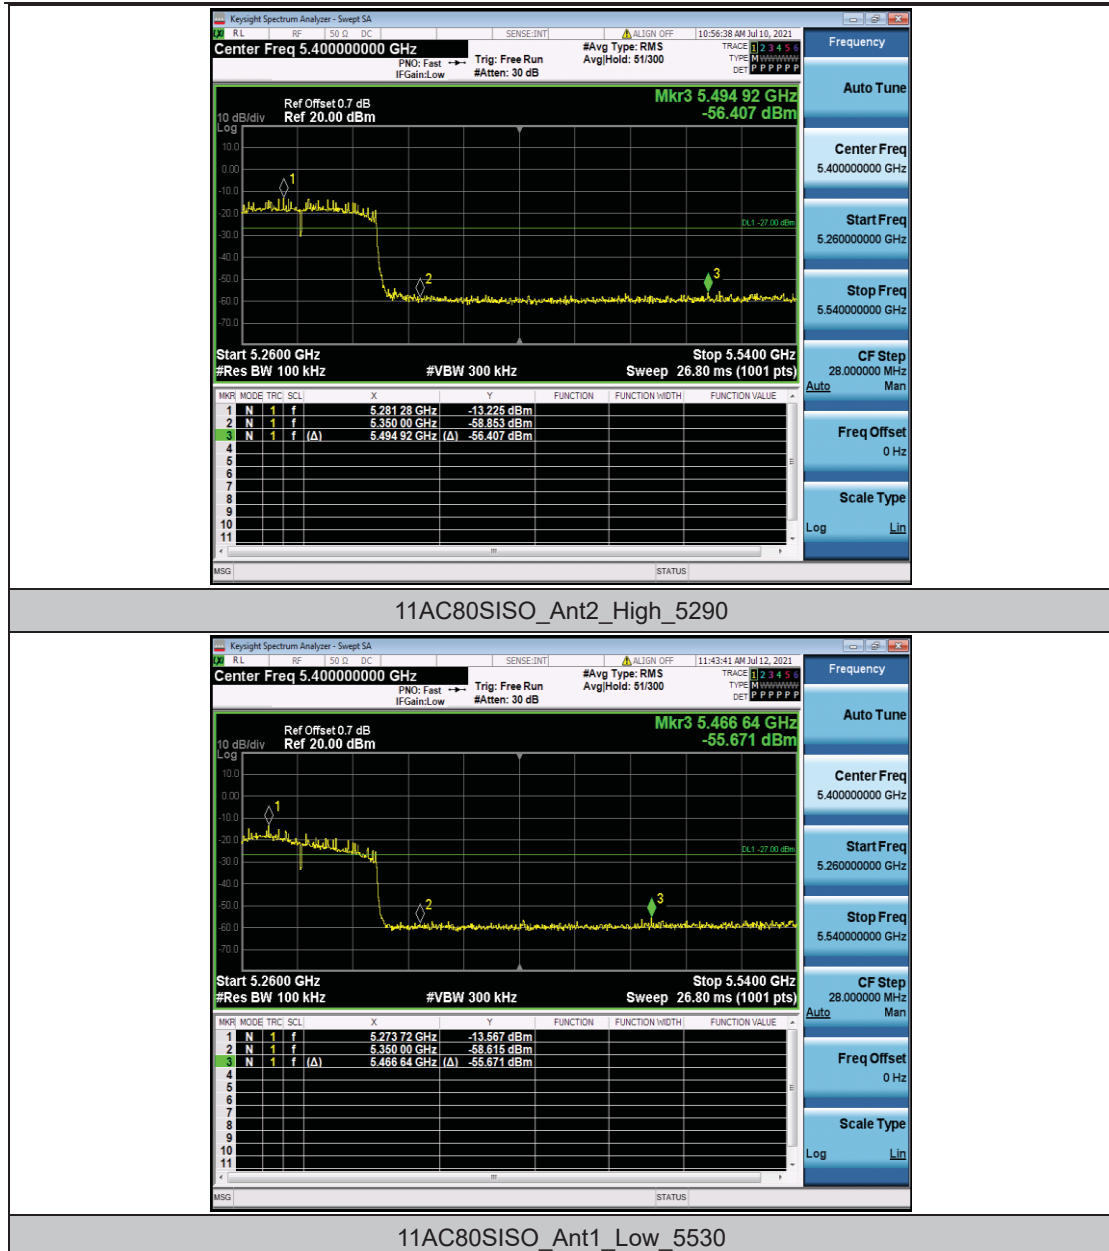 Keysight Spectrum Analyzer - Swept SA
RL RF 50 Ω DC SENSE:INT ALIGN OFF 10:56:38 AM Jul 10, 2021
Center Freq 5.400000000 GHz
PNO: Fast
IFGain:Low
Trig: Free Run
#Atten: 30 dB
#Avg Type: RMS
Avg|Hold: 51/300
TRACE 1 2 3 4 5 6
TYPE M WWWWW
DET P P P P P P
Mkr3 5.494 92 GHz
-56.407 dBm
Ref Offset 0.7 dB
10 dB/div Ref 20.00 dBm
Log
10.0
0.00
-10.0
-20.0
-30.0
-40.0
-50.0
-60.0
-70.0
1
2
3
DL1 -27.00 dBm
Start 5.2600 GHz Stop 5.5400 GHz
#Res BW 100 kHz #VBW 300 kHz Sweep 26.80 ms (1001 pts)
MKR MODE TRC SCL X Y FUNCTION FUNCTION WIDTH FUNCTION VALUE
1 N 1 f 5.281 28 GHz -13.225 dBm
2 N 1 f 5.350 00 GHz -58.853 dBm
3 N 1 f (Δ) 5.494 92 GHz (Δ) -56.407 dBm
4
5
6
7
8
9
10
11
MSG STATUS
Frequency
Auto Tune
Center Freq
5.400000000 GHz
Start Freq
5.260000000 GHz
Stop Freq
5.540000000 GHz
CF Step
28.000000 MHz
Auto Man
Freq Offset
0 Hz
Scale Type
Log Lin
11AC80SISO_Ant2_High_5290
Keysight Spectrum Analyzer - Swept SA
RL RF 50 Ω DC SENSE:INT ALIGN OFF 11:43:41 AM Jul 12, 2021
Center Freq 5.400000000 GHz
PNO: Fast
IFGain:Low
Trig: Free Run
#Atten: 30 dB
#Avg Type: RMS
Avg|Hold: 51/300
TRACE 1 2 3 4 5 6
TYPE M WWWWW
DET P P P P P P
Mkr3 5.466 64 GHz
-55.671 dBm
Ref Offset 0.7 dB
10 dB/div Ref 20.00 dBm
Log
10.0
0.00
-10.0
-20.0
-30.0
-40.0
-50.0
-60.0
-70.0
1
2
3
DL1 -27.00 dBm
Start 5.2600 GHz Stop 5.5400 GHz
#Res BW 100 kHz #VBW 300 kHz Sweep 26.80 ms (1001 pts)
MKR MODE TRC SCL X Y FUNCTION FUNCTION WIDTH FUNCTION VALUE
1 N 1 f 5.273 72 GHz -13.567 dBm
2 N 1 f 5.350 00 GHz -58.615 dBm
3 N 1 f (Δ) 5.466 64 GHz (Δ) -55.671 dBm
4
5
6
7
8
9
10
11
MSG STATUS
Frequency
Auto Tune
Center Freq
5.400000000 GHz
Start Freq
5.260000000 GHz
Stop Freq
5.540000000 GHz
CF Step
28.000000 MHz
Auto Man
Freq Offset
0 Hz
Scale Type
Log Lin
11AC80SISO_Ant1_Low_5530